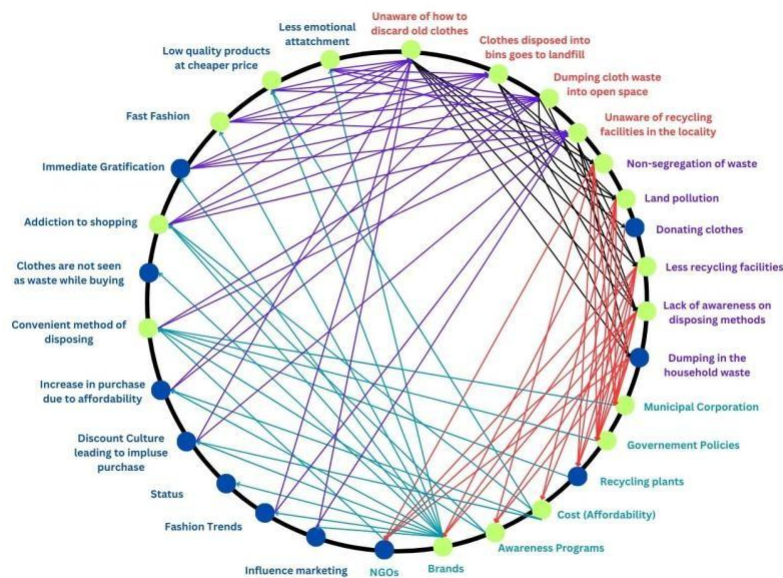 Unaware of how to
discard old clothes
Less emotional
attatchment
Clothes disposed into
bins goes to landfill
Low quality products
at cheaper price
Dumping cloth waste
into open space
Fast Fashion
Unaware of recycling
facilities in the locality
Immediate Gratification
Non-segregation of waste
Land pollution
Addiction to shopping
Donating clothes
Clothes are not seen
as waste while buying
Less recycling facilities
Convenient method of
disposing
Lack of awareness on
disposing methods
Dumping in the
household waste
Increase in purchase
due to affordability
Municipal Corporation
Discount Culture
leading to impluse
purchase
Governement Policies
Recycling plants
Status
Cost (Affordability)
Fashion Trends
Awareness Programs
Influence marketing
NGOs
Brands